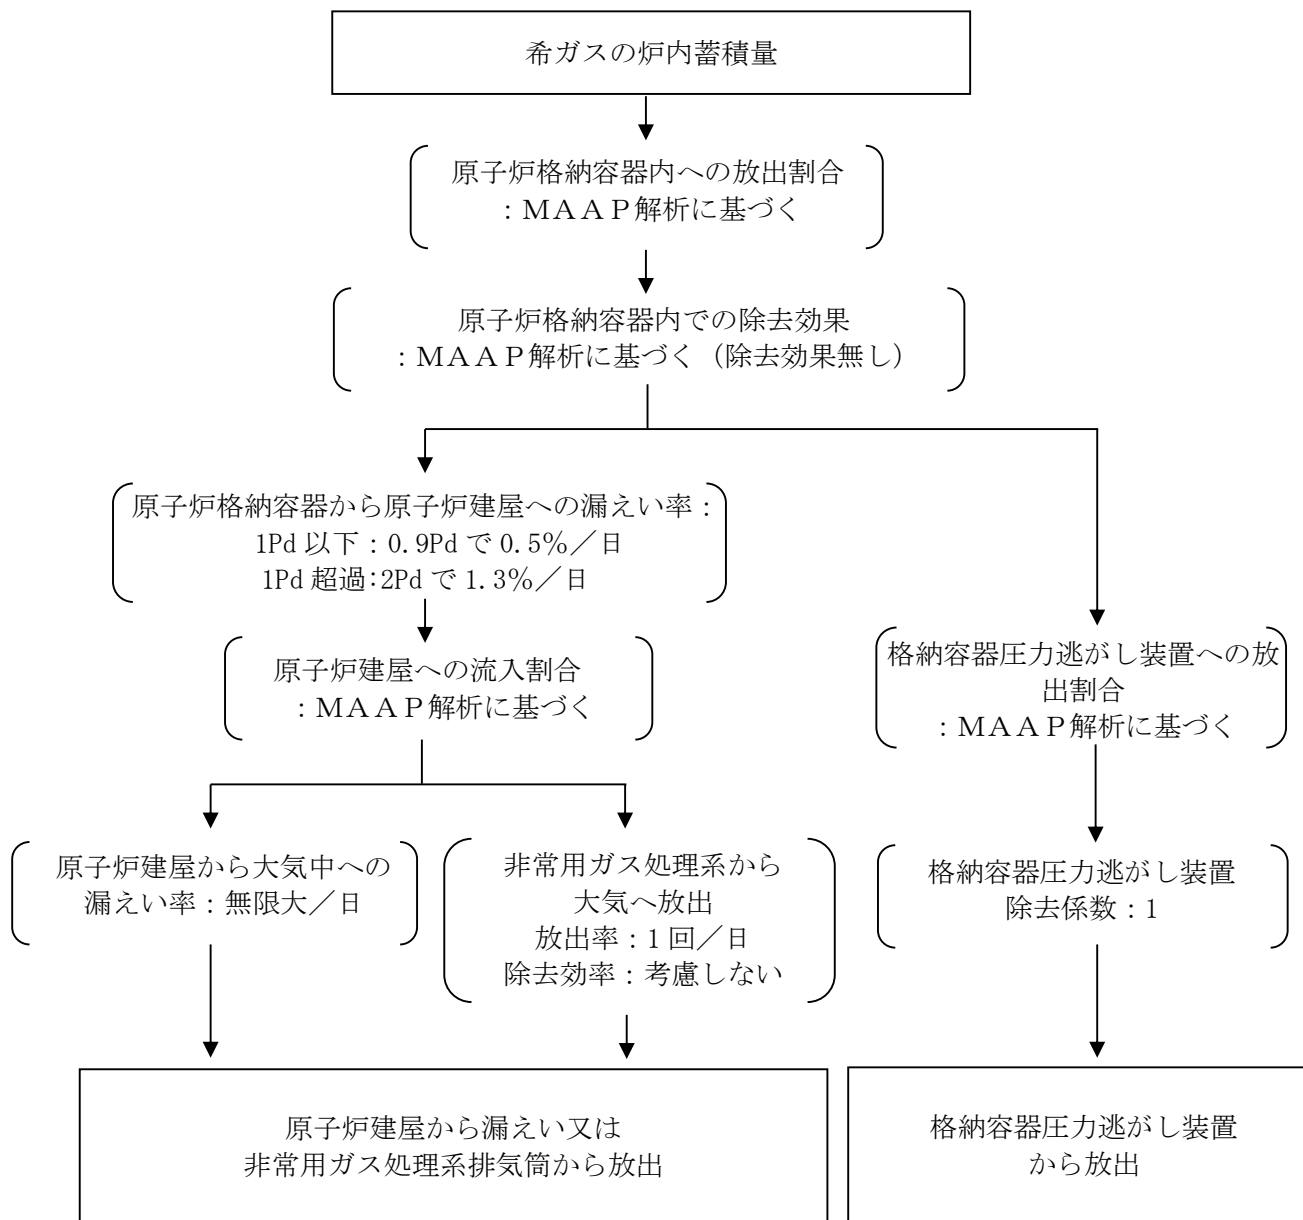 希ガスの炉内蓄積量
原子炉格納容器内への放出割合
：ＭＡＡＰ解析に基づく
原子炉格納容器内での除去効果
：ＭＡＡＰ解析に基づく（除去効果無し）
原子炉格納容器から原子炉建屋への漏えい率：
1Pd 以下：0.9Pd で 0.5％／日
1Pd 超過:2Pd で 1.3％／日
原子炉建屋への流入割合
：ＭＡＡＰ解析に基づく
格納容器圧力逃がし装置への放
出割合
：ＭＡＡＰ解析に基づく
原子炉建屋から大気中への
漏えい率：無限大／日
非常用ガス処理系から
大気へ放出
放出率：1 回／日
除去効率：考慮しない
格納容器圧力逃がし装置
除去係数：1
原子炉建屋から漏えい又は
非常用ガス処理系排気筒から放出
格納容器圧力逃がし装置
から放出